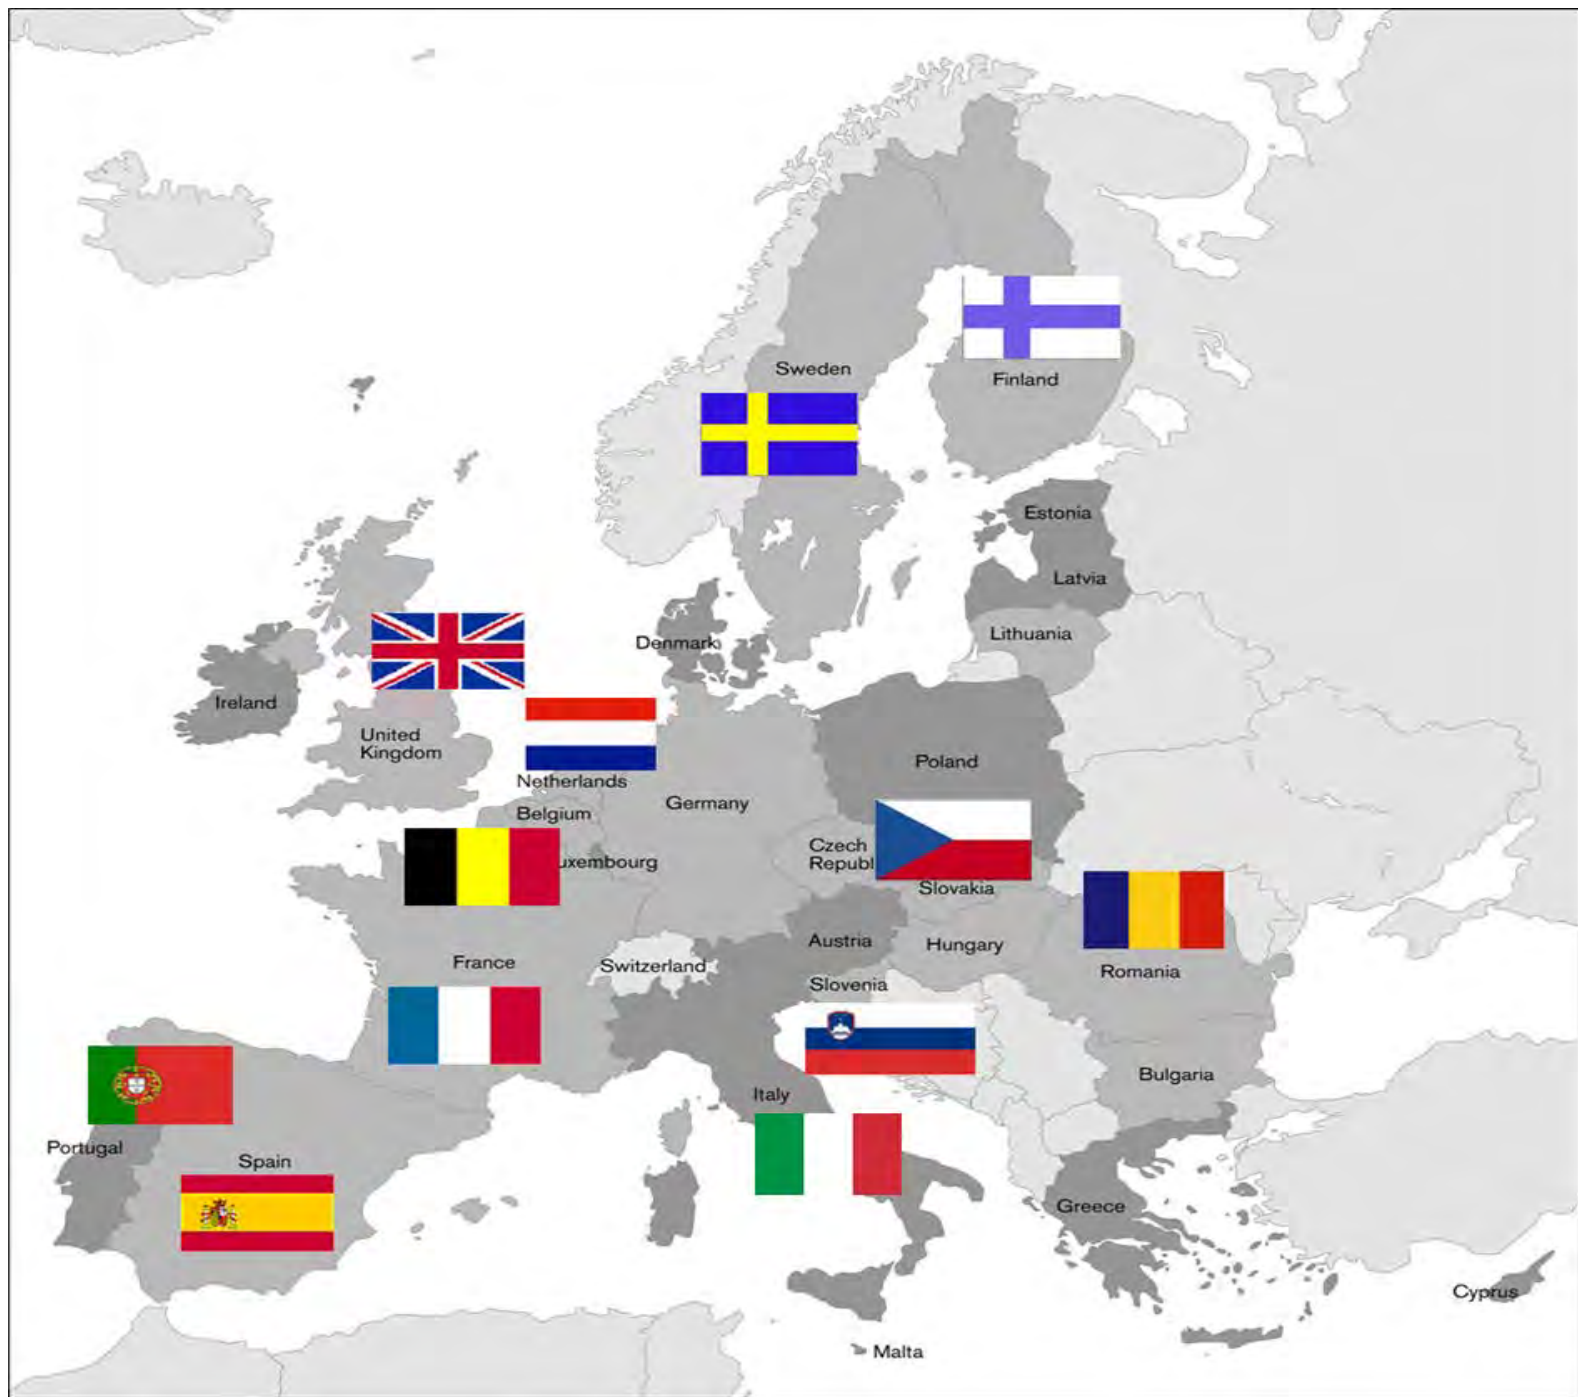 Sweden
Finland
Estonia
Latvia
Lithuania
Denmark
Ireland
United
Kingdom
Netherlands
Poland
Germany
Belgium
Czech
Republ
uxembourg
Slovakia
Austria
Hungary
France
Switzerland
Romania
Slovenia
Bulgaria
Italy
Portugal
Spain
Greece
Cyprus
Malta